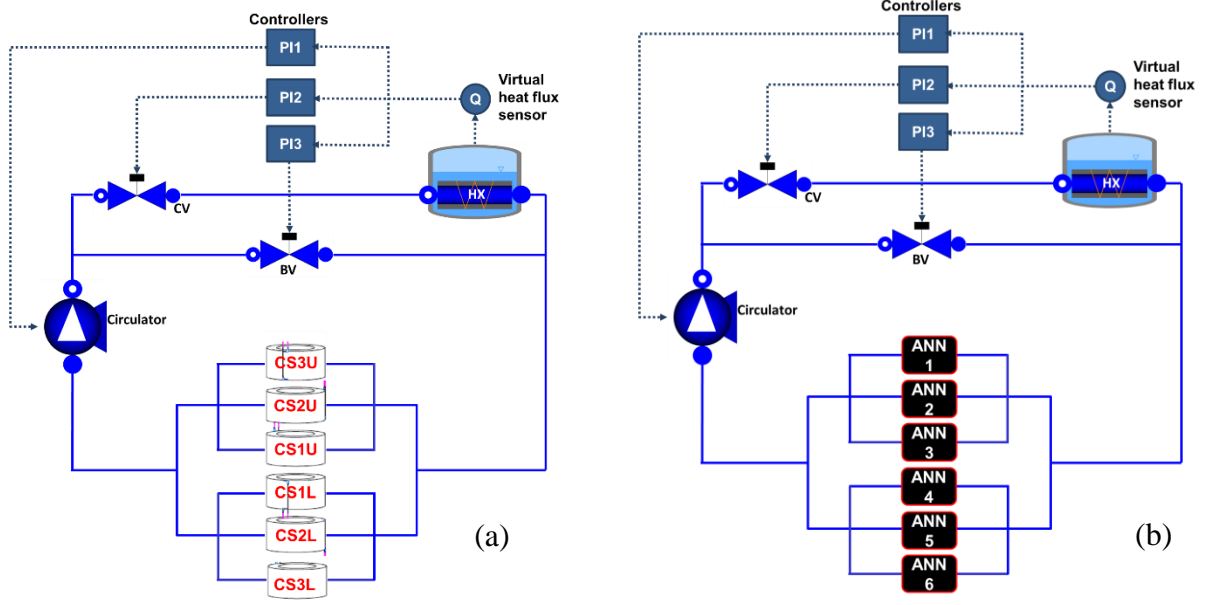 Controllers
PI1
PI2
PI3
Q
Virtual
heat flux
sensor
HX
CV
BV
Circulator
CS3U
CS2U
CS1U
CS1L
CS2L
CS3L
(a)
Controllers
PI1
PI2
PI3
Q
Virtual
heat flux
sensor
HX
CV
BV
Circulator
ANN
1
ANN
2
ANN
3
ANN
4
ANN
5
ANN
6
(b)